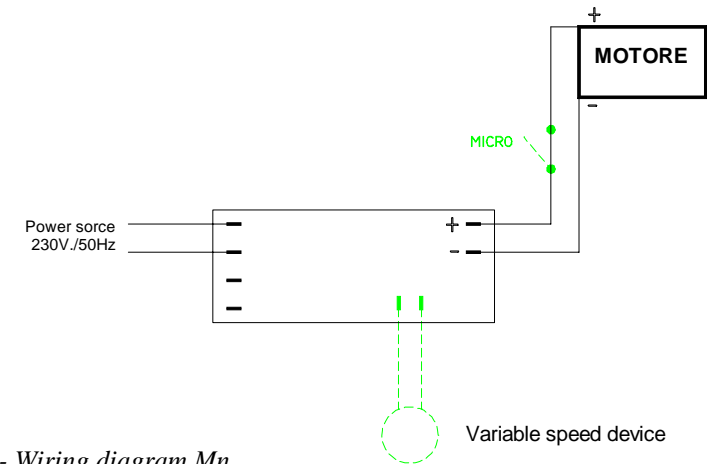 +
MOTORE
-
MICRO
Power sorce
230V./50Hz
+
-
Variable speed device
- Wiring diagram Mn